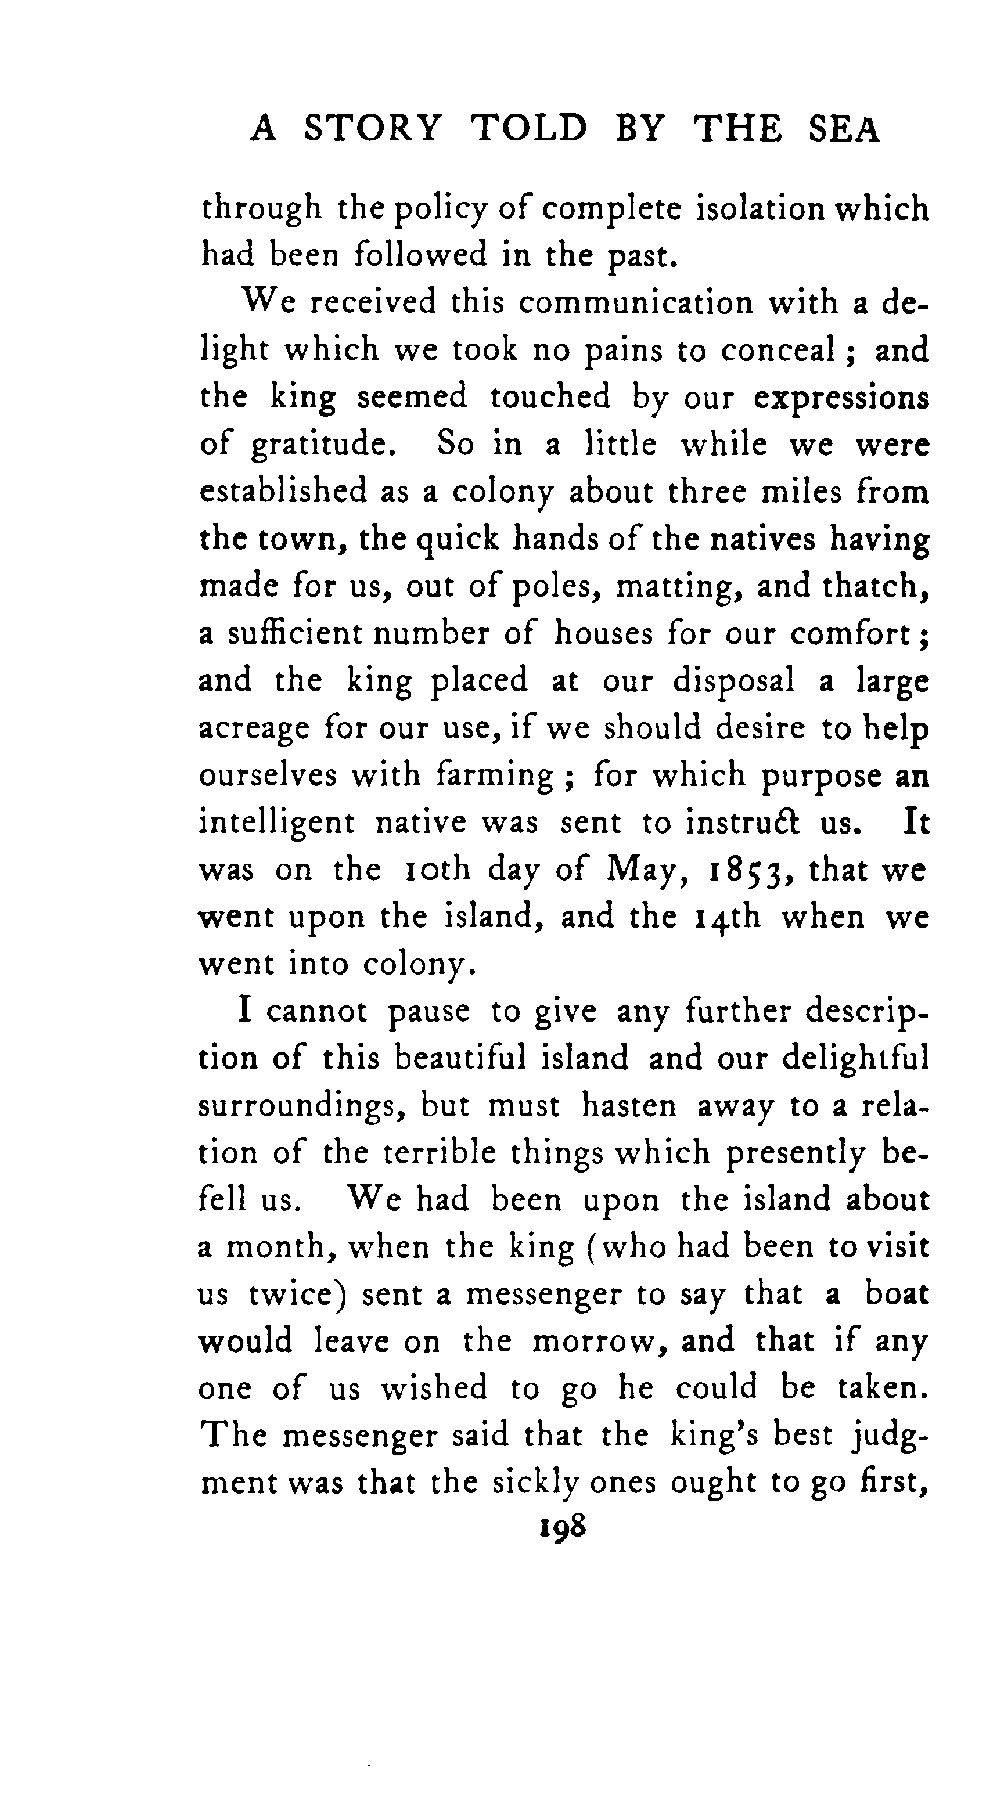 A STORY TOLD BY THE SEA
through the policy of complete isolation which
had been followed in the past.
We received this communication with a de-
light which we took no pains to conceal ; and
the king seemed touched by our expressions
of gratitude. So in a little while we were
established as a colony about three miles from
the town, the quick hands of the natives having
made for us, out of poles, matting, and thatch,
a sufficient number of houses for our comfort ;
and the king placed at our disposal a large
acreage for our use, if we should desire to help
ourselves with farming ; for which purpose an
intelligent native was sent to instruct us. It
was on the 10th day of May, 1853, that we
went upon the island, and the 14th when we
went into colony.
I cannot pause to give any further descrip-
tion of this beautiful island and our delightful
surroundings, but must hasten away to a rela-
tion of the terrible things which presently be-
fell us. We had been upon the island about
a month, when the king (who had been to visit
us twice) sent a messenger to say that a boat
would leave on the morrow, and that if any
one of us wished to go he could be taken.
The messenger said that the king's best judg-
ment was that the sickly ones ought to go first,
198